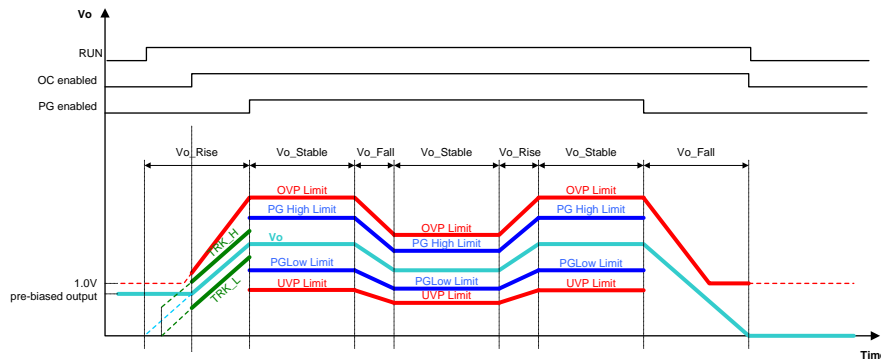 Vo
RUN
OC enabled
PG enabled
Vo_Rise Vo_Stable Vo_Fall Vo_Stable Vo_Rise Vo_Stable Vo_Fall
OVP Limit OVP Limit
PG High Limit PG High Limit
OVP Limit
TRK_H Vo PG High Limit
PGLow Limit PGLow Limit
1.0V
PGLow Limit
UVP Limit UVP Limit
TRK_L
pre-biased output
UVP Limit
Time